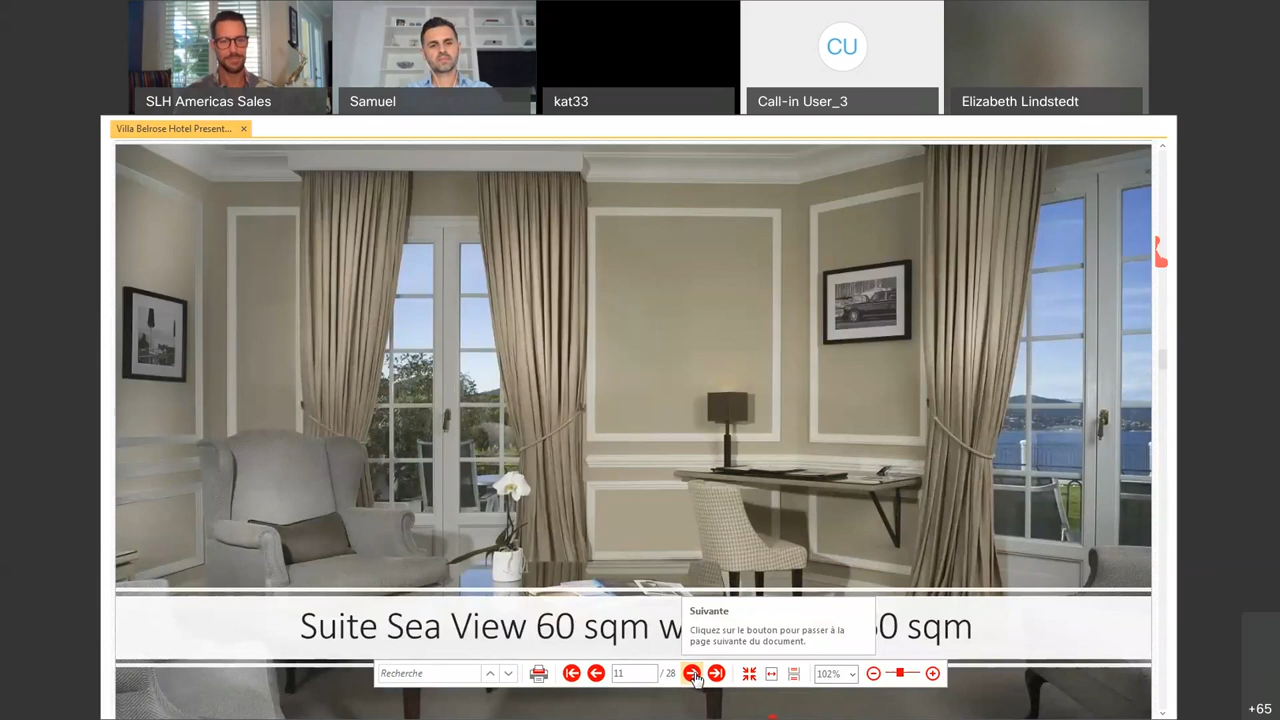 SLH Americas Sales
Samuel
kat33
CU
Call-in User_3
Elizabeth Lindstedt
Villa Belrose Hotel Present... ×
Suite Sea View 60 sqm w
0 sqm
Suivante
Cliquez sur le bouton pour passer à la
page suivante du document.
Recherche
11
/ 28
102%
+65